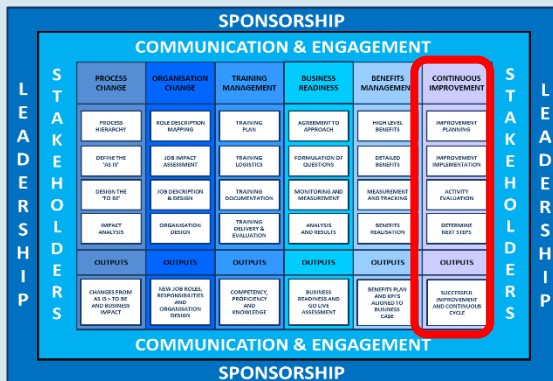 SPONSORSHIP
COMMUNICATION & ENGAGEMENT
LEADERSHIP
STAKEHOLDERS
PROCESS
CHANGE
PROCESS
HIERARCHY
DEFINE THE
'AS IS'
DESIGN THE
'TO BE'
IMPACT
ANALYSIS
OUTPUTS
CHANGES FROM
AS IS > TO BE
AND BUSINESS
IMPACT
ORGANISATION
CHANGE
ROLE DESCRIPTION
MAPPING
JOB IMPACT
ASSESSMENT
JOB DESCRIPTION
& DESIGN
ORGANISATION
DESIGN
OUTPUTS
NEW JOB ROLES,
RESPONSIBILITIES
AND
ORGANISATION
DESIGN
TRAINING
MANAGEMENT
TRAINING
PLAN
TRAINING
LOGISTICS
TRAINING
DOCUMENTATION
TRAINING
DELIVERY &
EVALUATION
OUTPUTS
COMPETENCY,
PROFICIENCY
AND
KNOWLEDGE
BUSINESS
READINESS
AGREEMENT TO
APPROACH
FORMULATION OF
QUESTIONS
MONITORING AND
MEASUREMENT
ANALYSIS
AND RESULTS
OUTPUTS
BUSINESS
READINESS AND
GO LIVE
ASSESSMENT
BENEFITS
MANAGEMENT
HIGH LEVEL
BENEFITS
DETAILED
BENEFITS
MEASUREMENT
AND TRACKING
BENEFITS
REALISATION
OUTPUTS
BENEFITS PLAN
AND KPI'S
ALIGNED TO
BUSINESS
CASE
CONTINUOUS
IMPROVEMENT
IMPROVEMENT
PLANNING
IMPROVEMENT
IMPLEMENTATION
ACTIVITY
EVALUATION
DETERMINE
NEXT STEPS
OUTPUTS
SUCCESSFUL
IMPROVEMENT
AND CONTINUOUS
CYCLE
STAKEHOLDERS
LEADERSHIP
COMMUNICATION & ENGAGEMENT
SPONSORSHIP